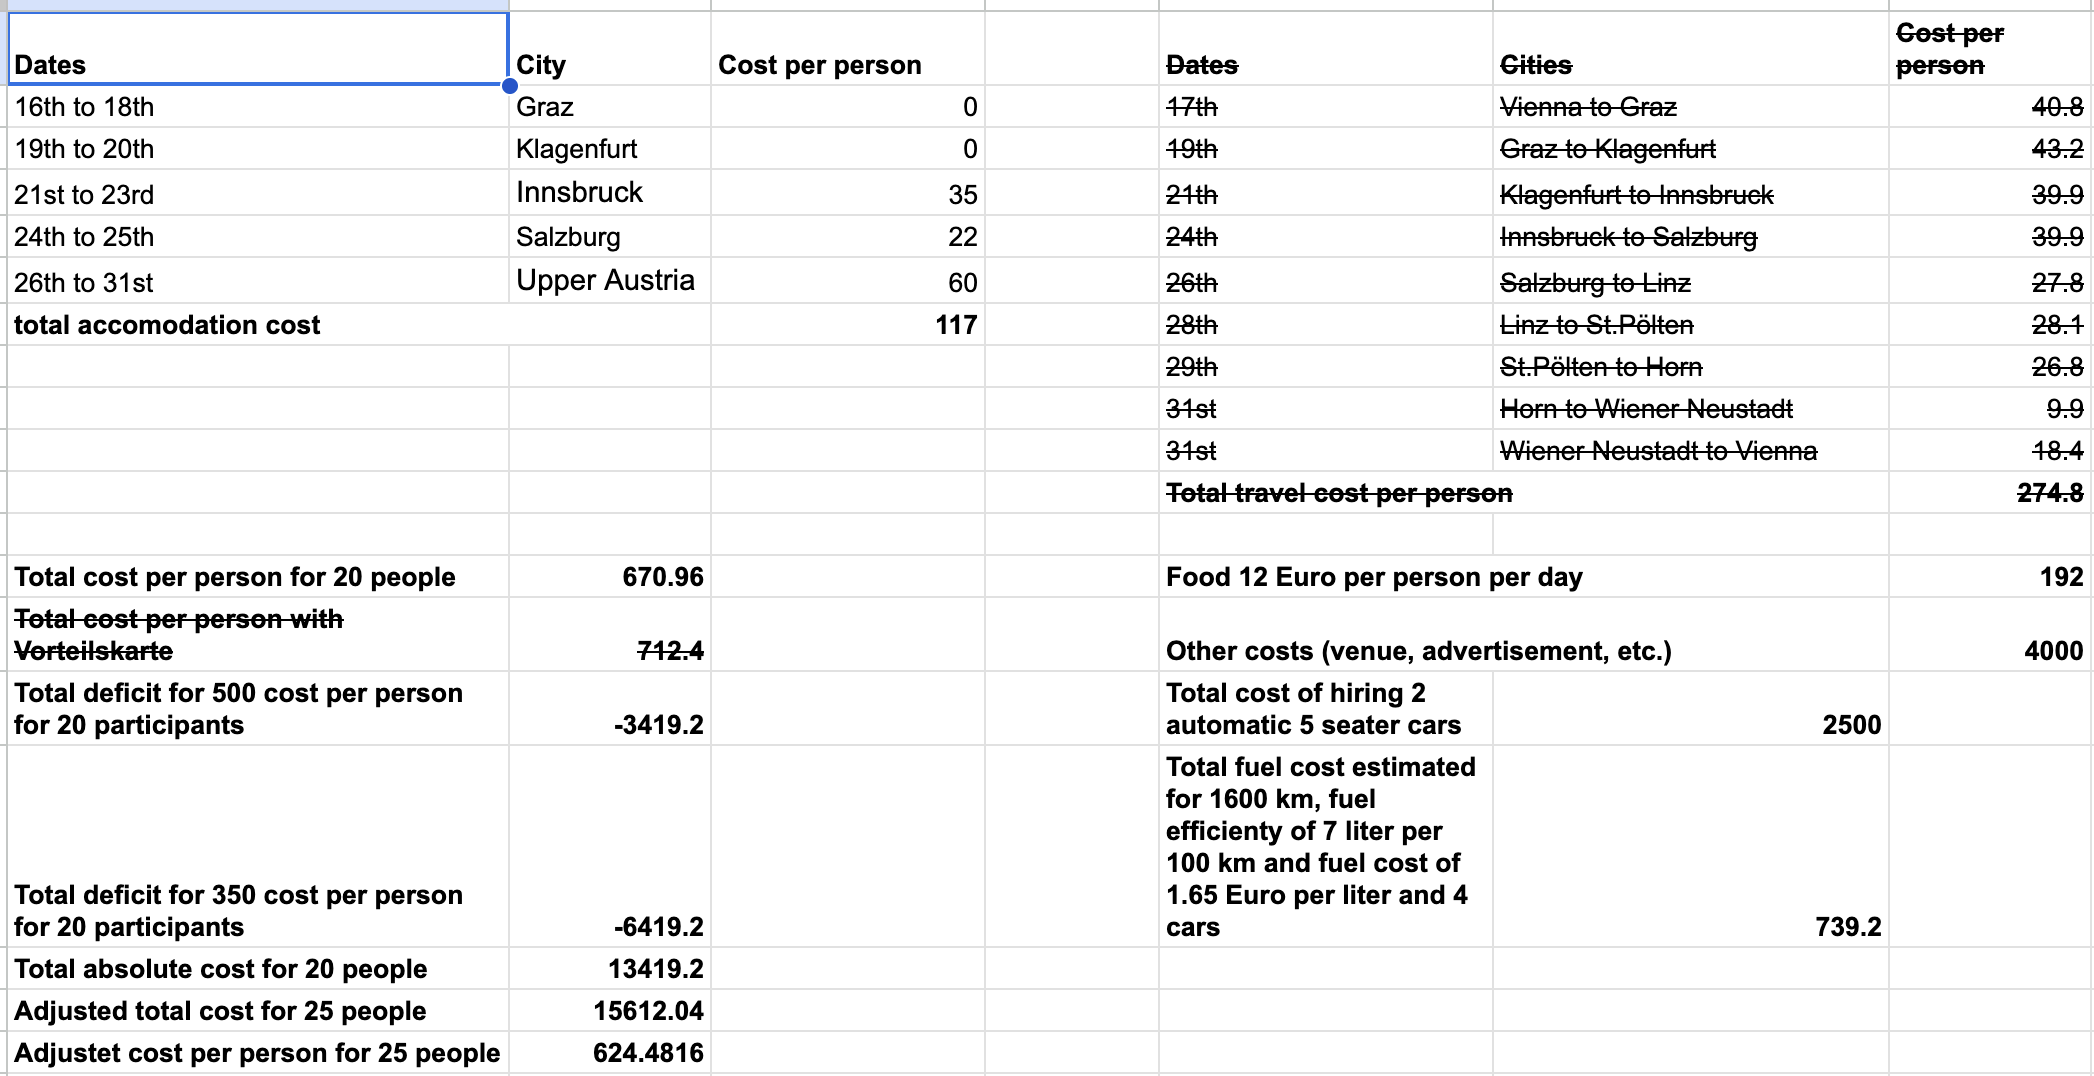 Dates City Cost per person Dates Cities Cost per
person
16th to 18th Graz 0 17th Vienna to Graz 40.8
19th to 20th Klagenfurt 0 19th Graz to Klagenfurt 43.2
21st to 23rd Innsbruck 35 21th Klagenfurt to Innsbruck 39.9
24th to 25th Salzburg 22 24th Innsbruck to Salzburg 39.9
26th to 31st Upper Austria 60 26th Salzburg to Linz 27.8
total accomodation cost 117 28th Linz to St.Pölten 28.1
29th St.Pölten to Horn 26.8
31st Horn to Wiener Neustadt 9.9
31st Wiener Neustadt to Vienna 18.4
Total travel cost per person 274.8
Total cost per person for 20 people 670.96 Food 12 Euro per person per day 192
Total cost per person with
Vorteilskarte 712.4 Other costs (venue, advertisement, etc.) 4000
Total deficit for 500 cost per person
for 20 participants -3419.2
Total cost of hiring 2
automatic 5 seater cars 2500
Total fuel cost estimated
for 1600 km, fuel
efficienty of 7 liter per
100 km and fuel cost of
1.65 Euro per liter and 4
cars 739.2
Total deficit for 350 cost per person
for 20 participants -6419.2
Total absolute cost for 20 people 13419.2
Adjusted total cost for 25 people 15612.04
Adjustet cost per person for 25 people 624.4816